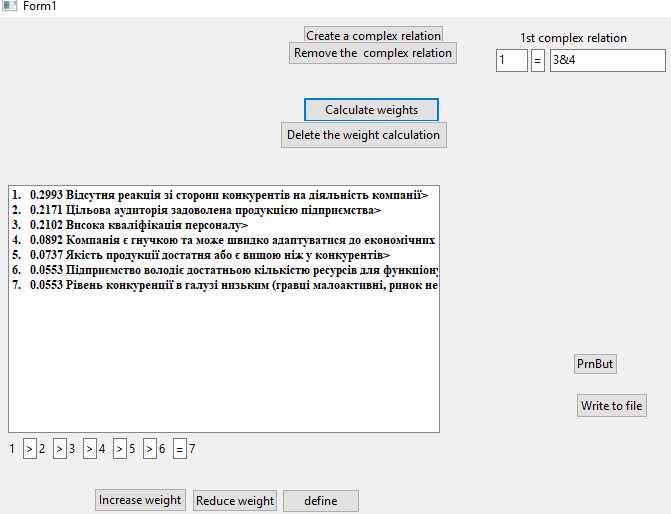 Form1
Create a complex relation
Remove the  complex relation
1st complex relation
1 = 3&4
Calculate weights
Delete the weight calculation
1. 0.2993 Відсутня реакція зі сторони конкурентів на діяльність компанії>
2. 0.2171 Цільова аудиторія задоволена продукцією підприємства>
3. 0.2102 Висока кваліфікація персоналу>
4. 0.0892 Компанія є гнучкою та може швидко адаптуватися до економічних
5. 0.0737 Якість продукції достатня або є вищою ніж у конкурентів>
6. 0.0553 Підприємство володіє достатньою кількістю ресурсів для функціону
7. 0.0553 Рівень конкуренції в галузі низьким (гравці малоактивні, ринок не
PrnBut
Write to file
1 > 2 > 3 > 4 > 5 > 6 = 7
Increase weight Reduce weight define